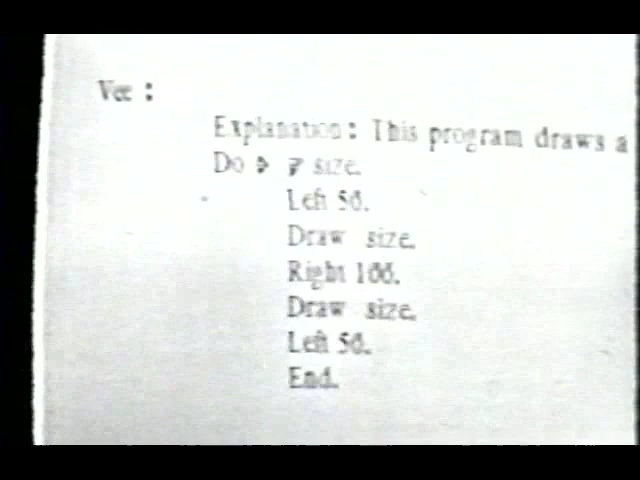 Vee :
Explanation: This program draws a
Do size.
Left 50.
Draw size.
Right 100.
Draw size.
Left 50.
End.